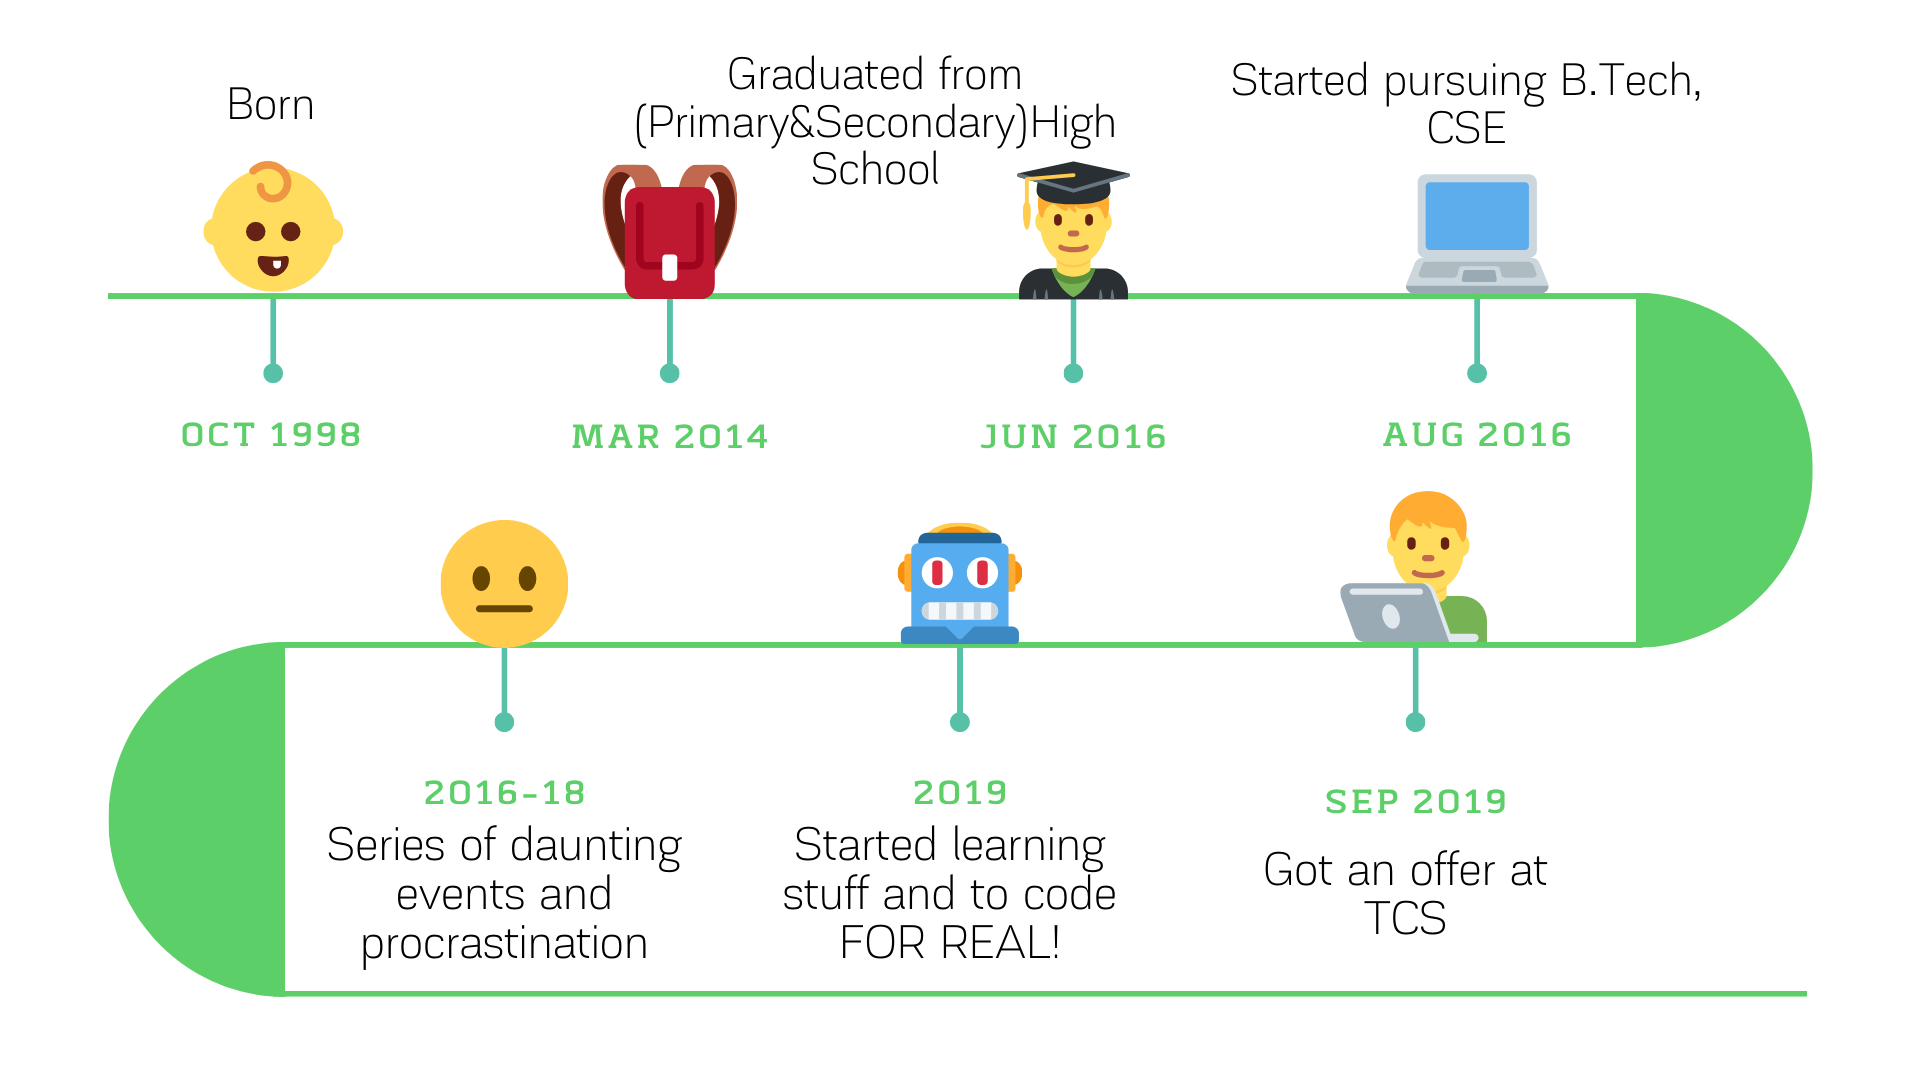 Born
Graduated from
(Primary&Secondary)High
School
Started pursuing B.Tech,
CSE
OCT 1998
MAR 2014
JUN 2016
AUG 2016
2016-18
Series of daunting
events and
procrastination
2019
Started learning
stuff and to code
FOR REAL!
SEP 2019
Got an offer at
TCS